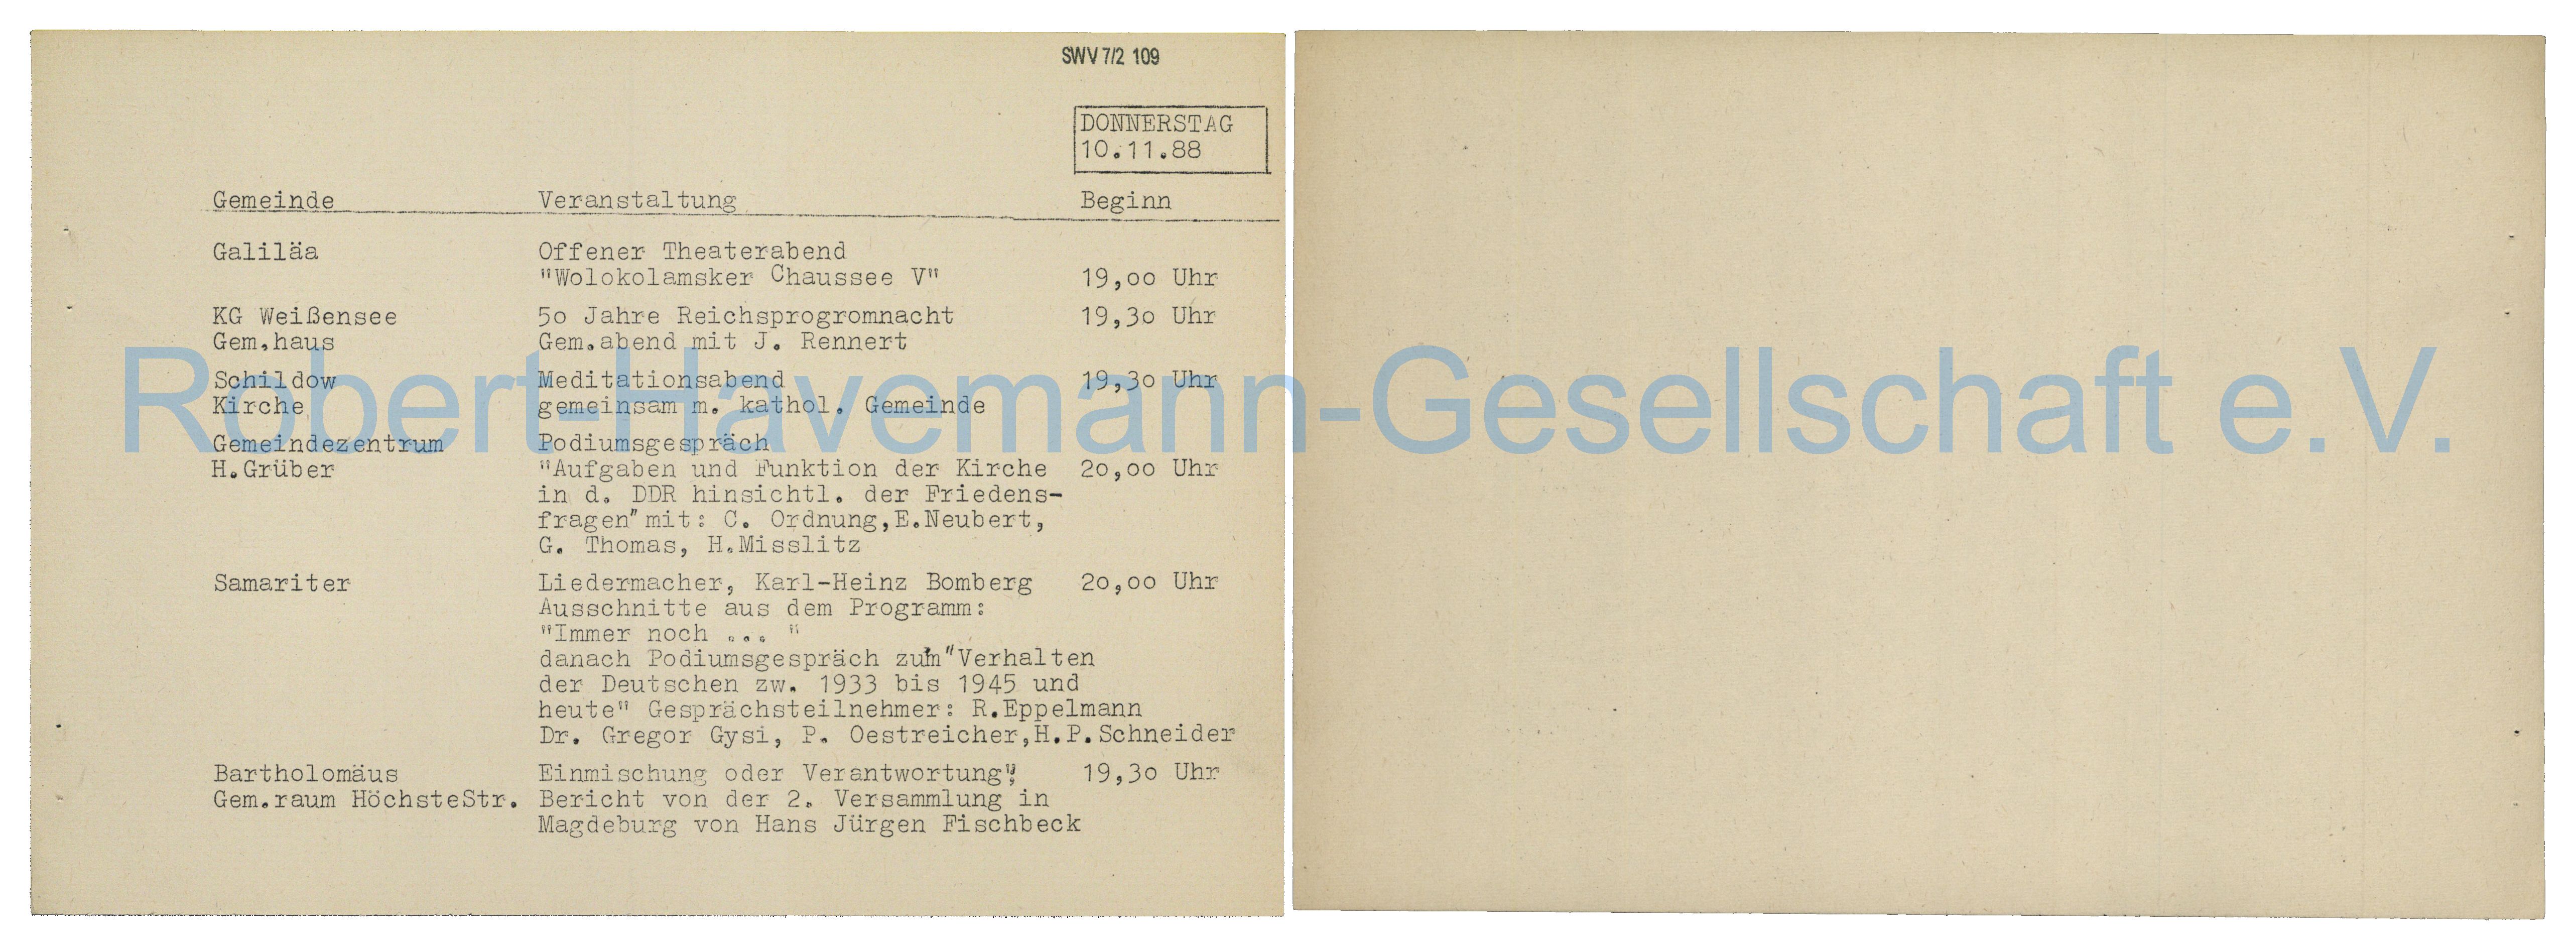 SWV 7/2 109
DONNERSTAG
10.11.88
Gemeinde Veranstaltung Beginn
Galiläa Offener Theaterabend
"Wolokolamsker Chaussee V" 19,oo Uhr
KG Weißensee 5o Jahre Reichsprogromnacht 19,3o Uhr
Gem.haus Gem.abend mit J. Rennert
Schildow Meditationsabend 19,3o Uhr
Kirche gemeinsam m. kathol. Gemeinde
Robert-Havemann-Gesellschaft e.V.
Gemeindezentrum Podiumsgespräch
H.Grüber "Aufgaben und Funktion der Kirche 2o,oo Uhr
in d. DDR hinsichtl. der Friedens-
fragen" mit: C. Ordnung,E.Neubert,
G. Thomas, H.Misslitz
Samariter Liedermacher, Karl-Heinz Bomberg 2o,oo Uhr
Ausschnitte aus dem Programm:
"Immer noch ... "
danach Podiumsgespräch zum "Verhalten
der Deutschen zw. 1933 bis 1945 und
heute" Gesprächsteilnehmer: R.Eppelmann
Dr. Gregor Gysi, P. Oestreicher,H.P.Schneider
Bartholomäus Einmischung oder Verantwortung", 19,3o Uhr
Gem.raum HöchsteStr. Bericht von der 2. Versammlung in
Magdeburg von Hans Jürgen Fischbeck